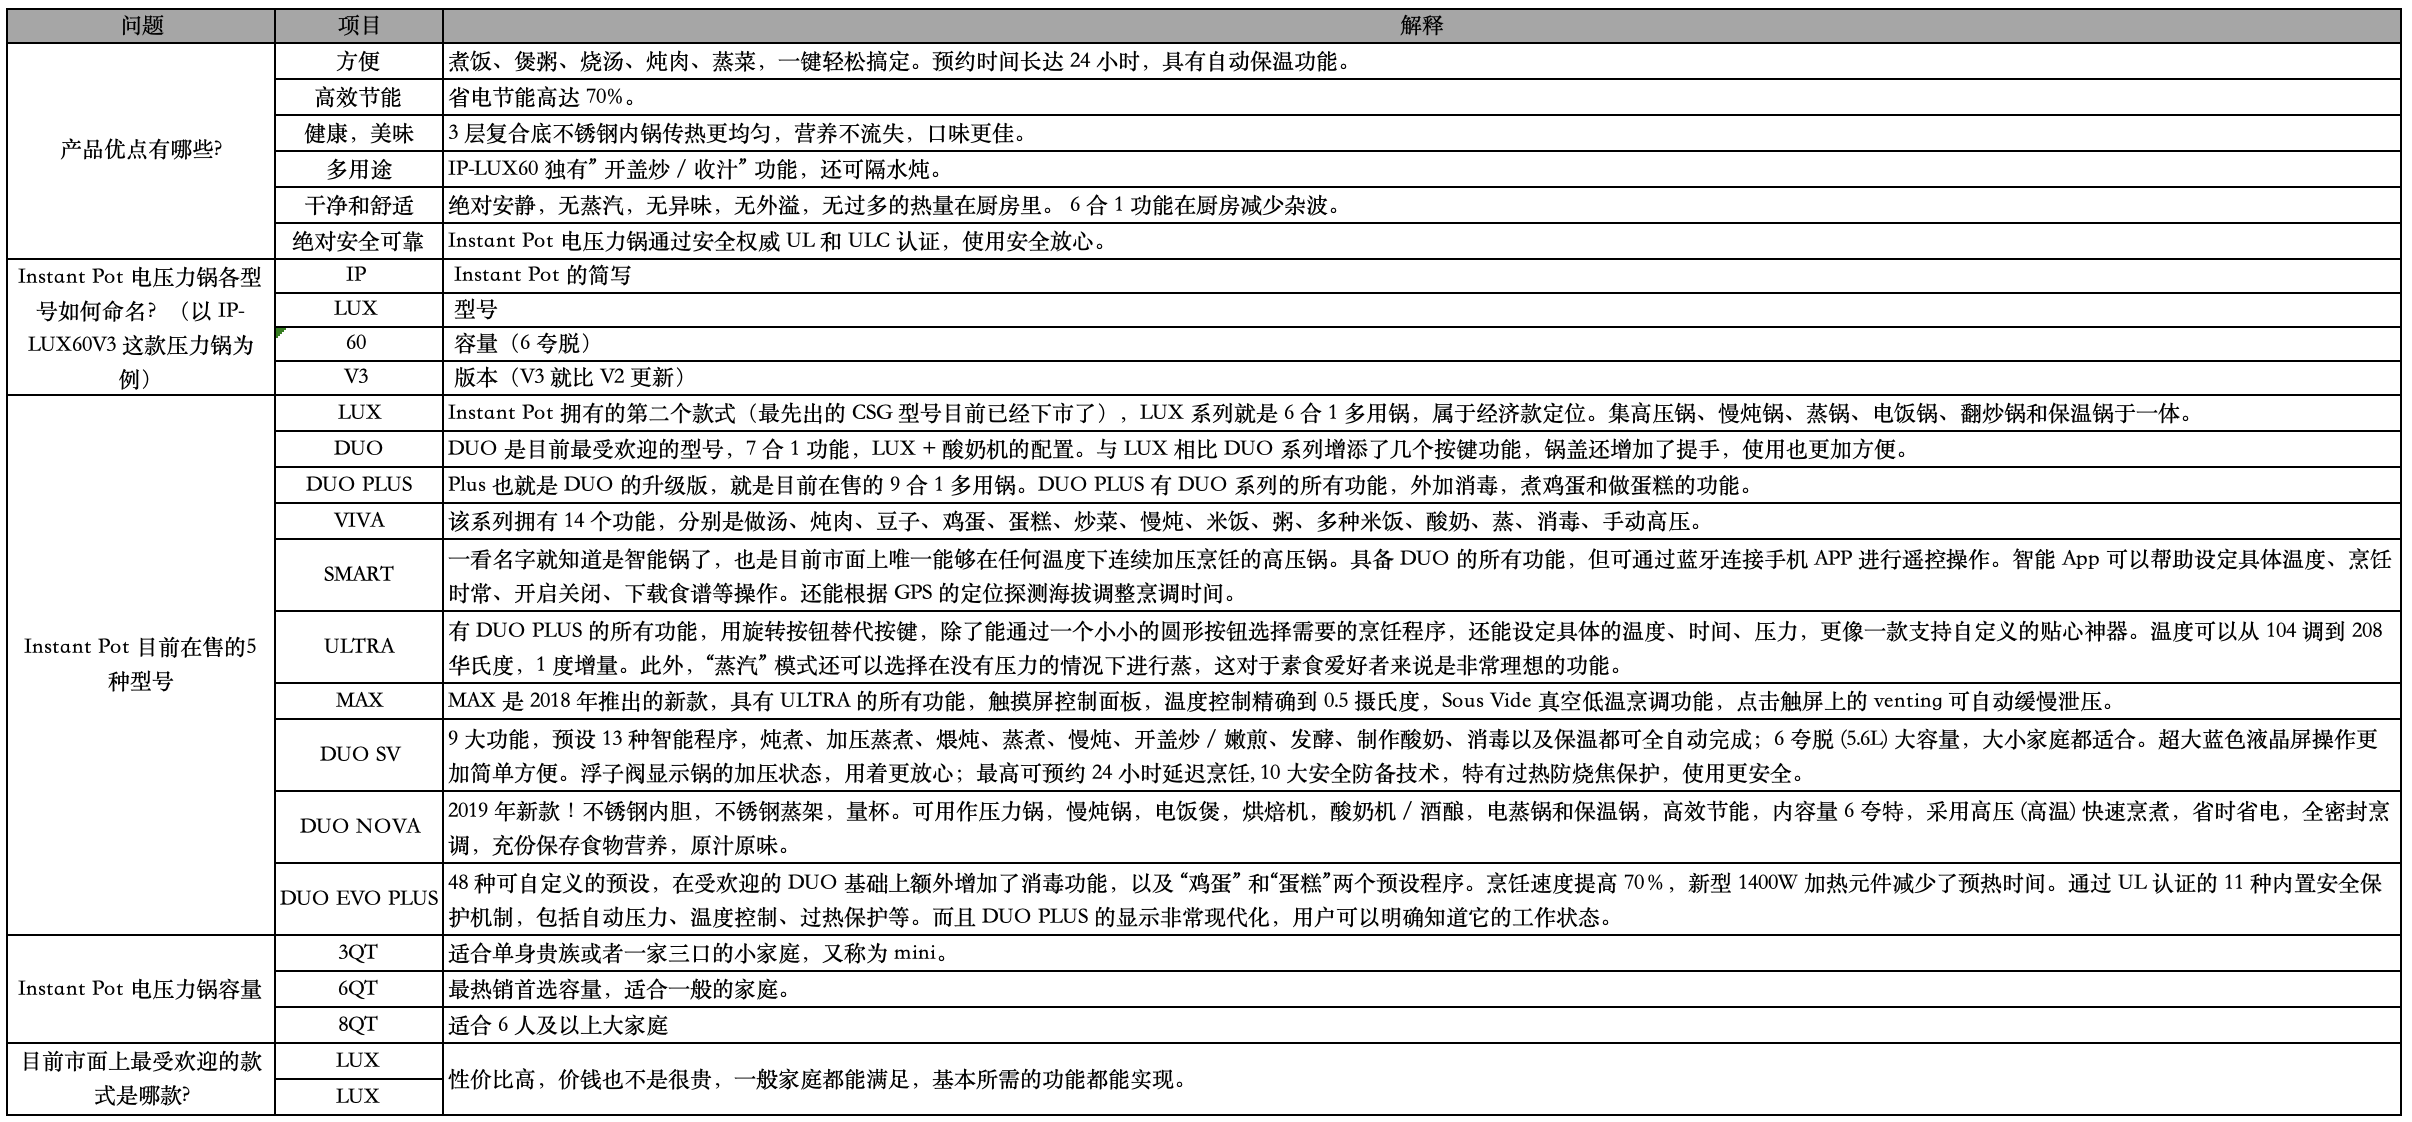 问题 项目 解释
产品优点有哪些?
方便 煮饭、煲粥、烧汤、炖肉、蒸菜，一键轻松搞定。预约时间长达 24 小时，具有自动保温功能。
高效节能 省电节能高达 70%。
健康，美味 3 层复合底不锈钢内锅传热更均匀，营养不流失，口味更佳。
多用途 IP-LUX60 独有” 开盖炒 / 收汁” 功能，还可隔水炖。
干净和舒适 绝对安静，无蒸汽，无异味，无外溢，无过多的热量在厨房里。 6 合 1 功能在厨房减少杂波。
绝对安全可靠 Instant Pot 电压力锅通过安全权威 UL 和 ULC 认证，使用安全放心。
Instant Pot 电压力锅各型
号如何命名？（以 IP-
LUX60V3 这款压力锅为
例）
IP Instant Pot 的简写
LUX 型号
60 容量（6 夸脱）
V3 版本（V3 就比 V2 更新）
Instant Pot 目前在售的5
种型号
LUX Instant Pot 拥有的第二个款式（最先出的 CSG 型号目前已经下市了），LUX 系列就是 6 合 1 多用锅，属于经济款定位。集高压锅、慢炖锅、蒸锅、电饭锅、翻炒锅和保温锅于一体。
DUO DUO 是目前最受欢迎的型号，7 合 1 功能，LUX + 酸奶机的配置。与 LUX 相比 DUO 系列增添了几个按键功能，锅盖还增加了提手，使用也更加方便。
DUO PLUS Plus 也就是 DUO 的升级版，就是目前在售的 9 合 1 多用锅。DUO PLUS 有 DUO 系列的所有功能，外加消毒，煮鸡蛋和做蛋糕的功能。
VIVA 该系列拥有 14 个功能，分别是做汤、炖肉、豆子、鸡蛋、蛋糕、炒菜、慢炖、米饭、粥、多种米饭、酸奶、蒸、消毒、手动高压。
SMART 一看名字就知道是智能锅了，也是目前市面上唯一能够在任何温度下连续加压烹饪的高压锅。具备 DUO 的所有功能，但可通过蓝牙连接手机 APP 进行遥控操作。智能 App 可以帮助设定具体温度、烹饪
时常、开启关闭、下载食谱等操作。还能根据 GPS 的定位探测海拔调整烹调时间。
ULTRA 有 DUO PLUS 的所有功能，用旋转按钮替代按键，除了能通过一个小小的圆形按钮选择需要的烹饪程序，还能设定具体的温度、时间、压力，更像一款支持自定义的贴心神器。温度可以从 104 调到 208
华氏度，1 度增量。此外，“蒸汽” 模式还可以选择在没有压力的情况下进行蒸，这对于素食爱好者来说是非常理想的功能。
MAX MAX 是 2018 年推出的新款，具有 ULTRA 的所有功能，触摸屏控制面板，温度控制精确到 0.5 摄氏度，Sous Vide 真空低温烹调功能，点击触屏上的 venting 可自动缓慢泄压。
DUO SV 9 大功能，预设 13 种智能程序，炖煮、加压蒸煮、煨炖、蒸煮、慢炖、开盖炒 / 嫩煎、发酵、制作酸奶、消毒以及保温都可全自动完成；6 夸脱 (5.6L) 大容量，大小家庭都适合。超大蓝色液晶屏操作更
加简单方便。浮子阀显示锅的加压状态，用着更放心；最高可预约 24 小时延迟烹饪, 10 大安全防备技术，特有过热防烧焦保护，使用更安全。
DUO NOVA 2019 年新款！不锈钢内胆，不锈钢蒸架，量杯。可用作压力锅，慢炖锅，电饭煲，烘焙机，酸奶机 / 酒酿，电蒸锅和保温锅，高效节能，内容量 6 夸特，采用高压 (高温) 快速烹煮，省时省电，全密封烹
调，充份保存食物营养，原汁原味。
DUO EVO PLUS 48 种可自定义的预设，在受欢迎的 DUO 基础上额外增加了消毒功能，以及 “鸡蛋” 和“蛋糕”两个预设程序。烹饪速度提高 70％，新型 1400W 加热元件减少了预热时间。通过 UL 认证的 11 种内置安全保
护机制，包括自动压力、温度控制、过热保护等。而且 DUO PLUS 的显示非常现代化，用户可以明确知道它的工作状态。
Instant Pot 电压力锅容量
3QT 适合单身贵族或者一家三口的小家庭，又称为 mini。
6QT 最热销首选容量，适合一般的家庭。
8QT 适合 6 人及以上大家庭
目前市面上最受欢迎的款
式是哪款?
LUX
LUX
性价比高，价钱也不是很贵，一般家庭都能满足，基本所需的功能都能实现。